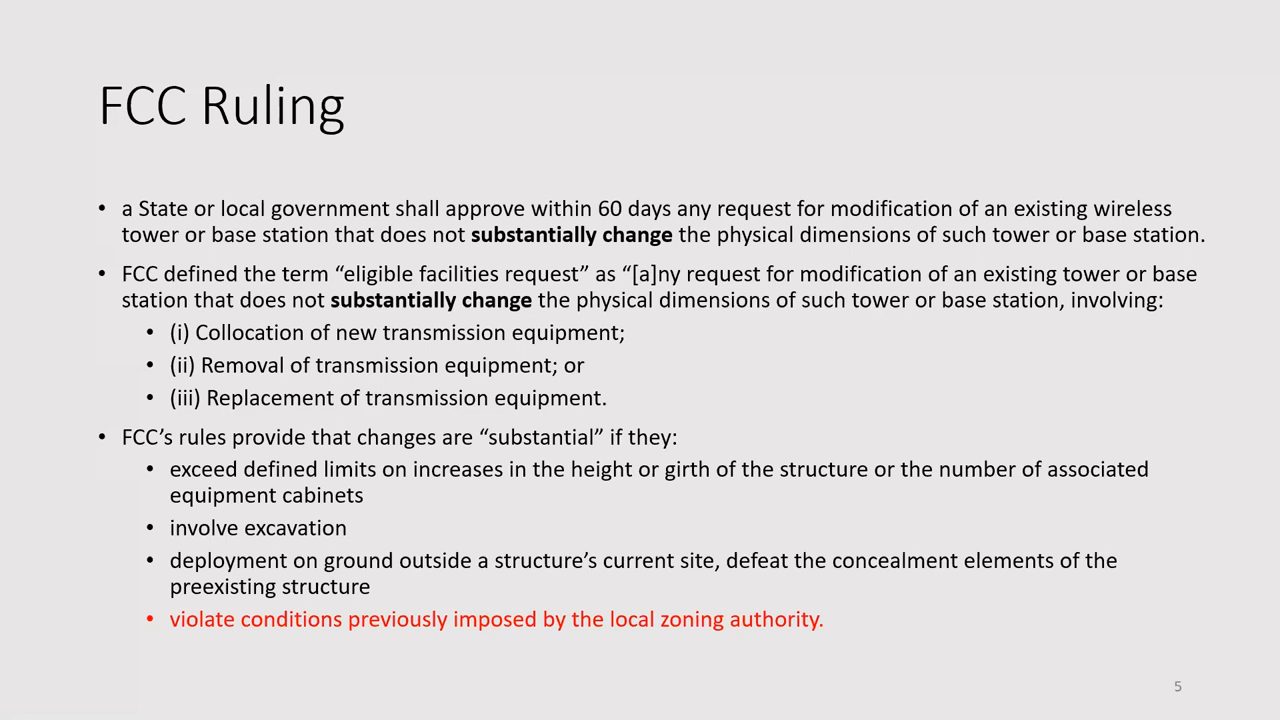 FCC Ruling
• a State or local government shall approve within 60 days any request for modification of an existing wireless
tower or base station that does not substantially change the physical dimensions of such tower or base station.
• FCC defined the term “eligible facilities request” as “[a]ny request for modification of an existing tower or base
station that does not substantially change the physical dimensions of such tower or base station, involving:
• (i) Collocation of new transmission equipment;
• (ii) Removal of transmission equipment; or
• (iii) Replacement of transmission equipment.
• FCC’s rules provide that changes are “substantial” if they:
• exceed defined limits on increases in the height or girth of the structure or the number of associated
equipment cabinets
• involve excavation
• deployment on ground outside a structure’s current site, defeat the concealment elements of the
preexisting structure
• violate conditions previously imposed by the local zoning authority.
5